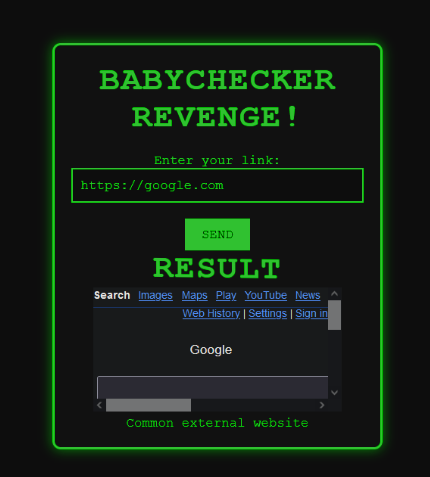 BABYCHECKER
REVENGE!
Enter your link:
https://google.com
SEND
RESULT
Search Images Maps Play YouTube News
Web History | Settings | Sign in
Google
Common external website